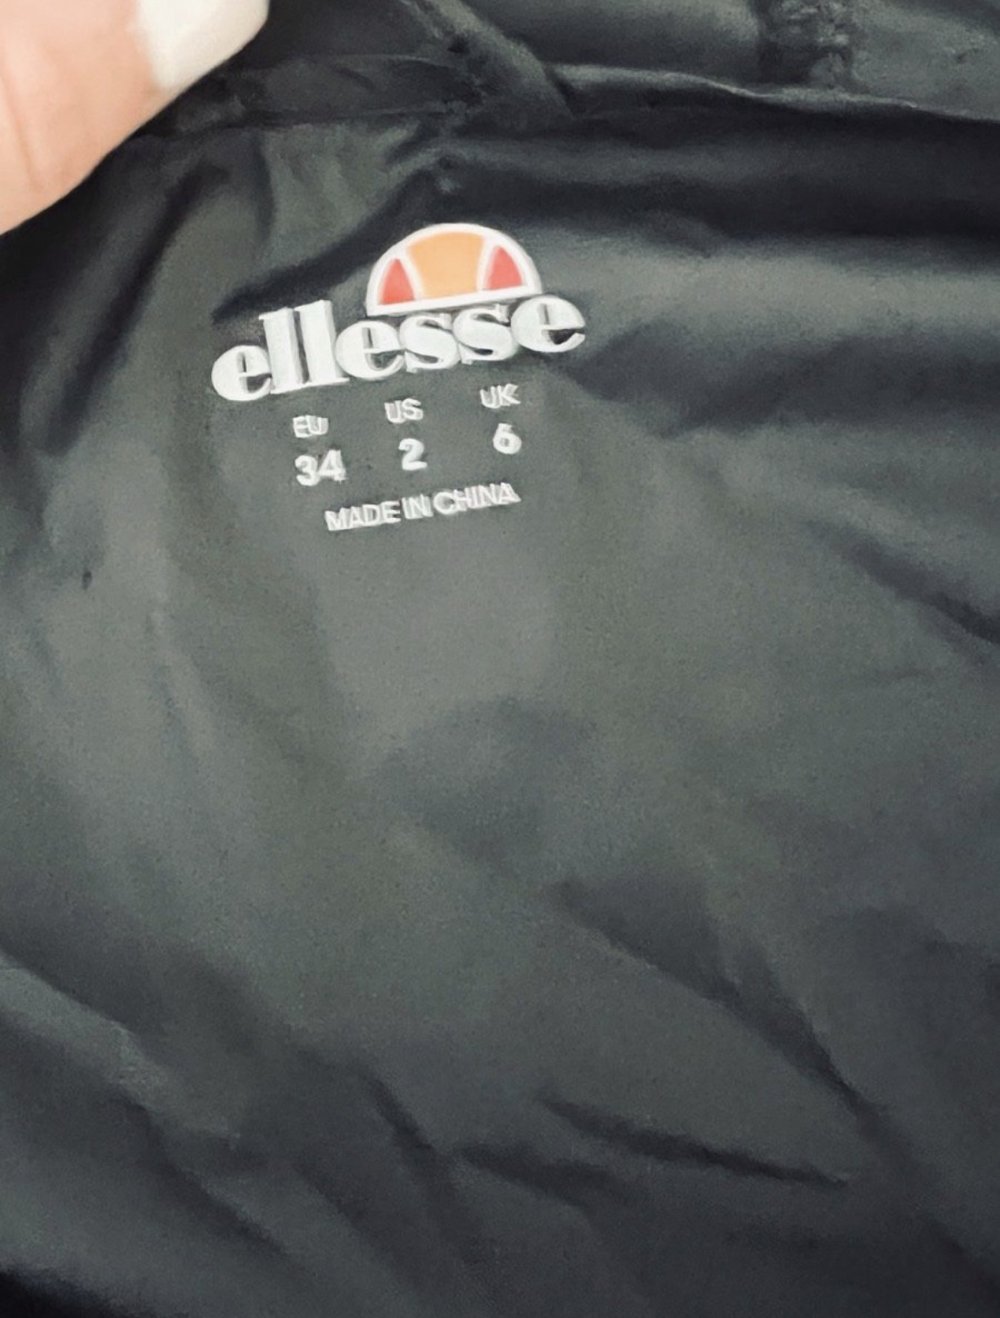 ellesse
EU US UK
34 2 6
MADE IN CHINA